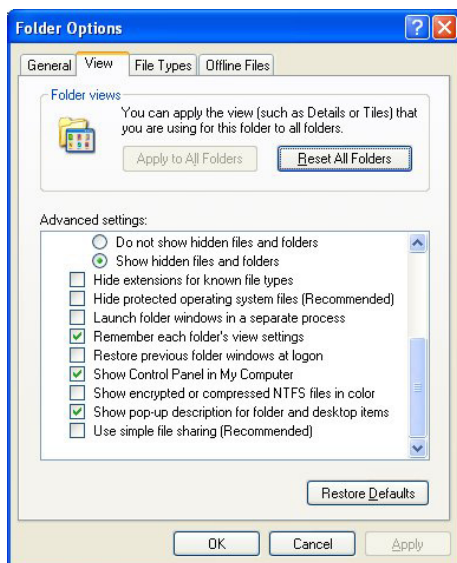 Folder Options
General View File Types Offline Files
Folder views
You can apply the view (such as Details or Tiles) that
you are using for this folder to all folders.
Apply to All Folders Reset All Folders
Advanced settings:
Do not show hidden files and folders
Show hidden files and folders
Hide extensions for known file types
Hide protected operating system files (Recommended)
Launch folder windows in a separate process
Remember each folder's view settings
Restore previous folder windows at logon
Show Control Panel in My Computer
Show encrypted or compressed NTFS files in color
Show pop-up description for folder and desktop items
Use simple file sharing (Recommended)
Restore Defaults
OK Cancel Apply